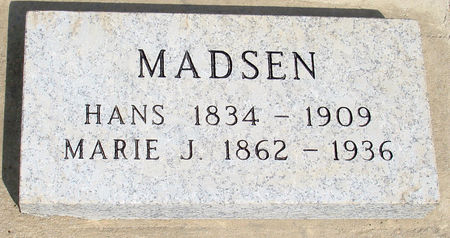 MADSEN
HANS 1834 - 1909
MARIE J. 1862 - 1936